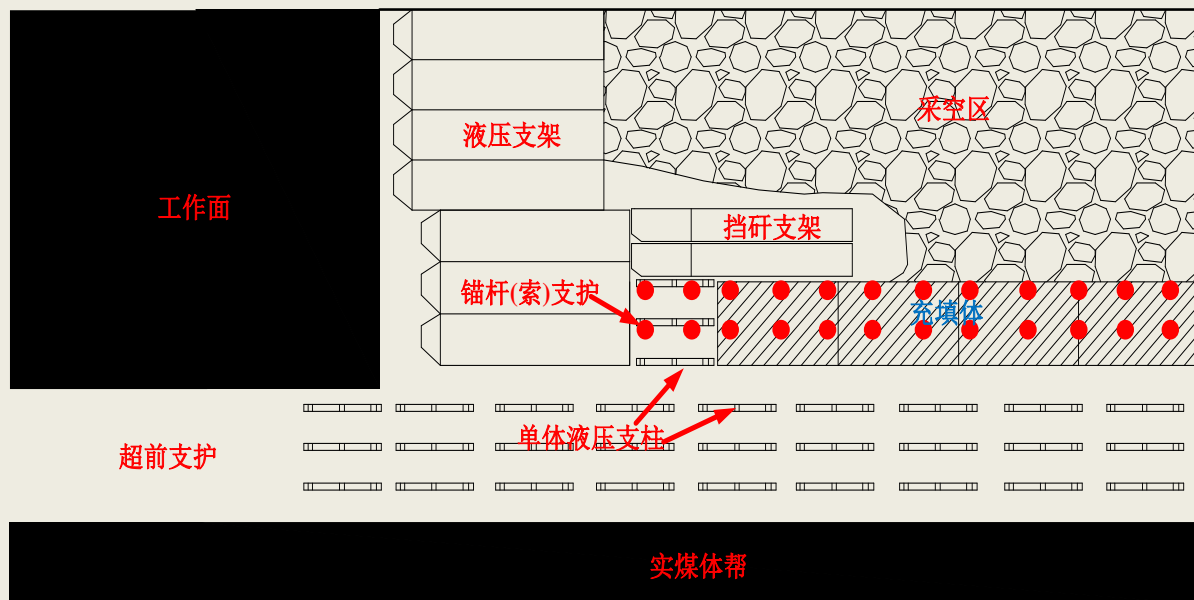 采空区
液压支架
工作面
挡矸支架
锚杆(索)支护
充填体
单体液压支柱
超前支护
实煤体帮